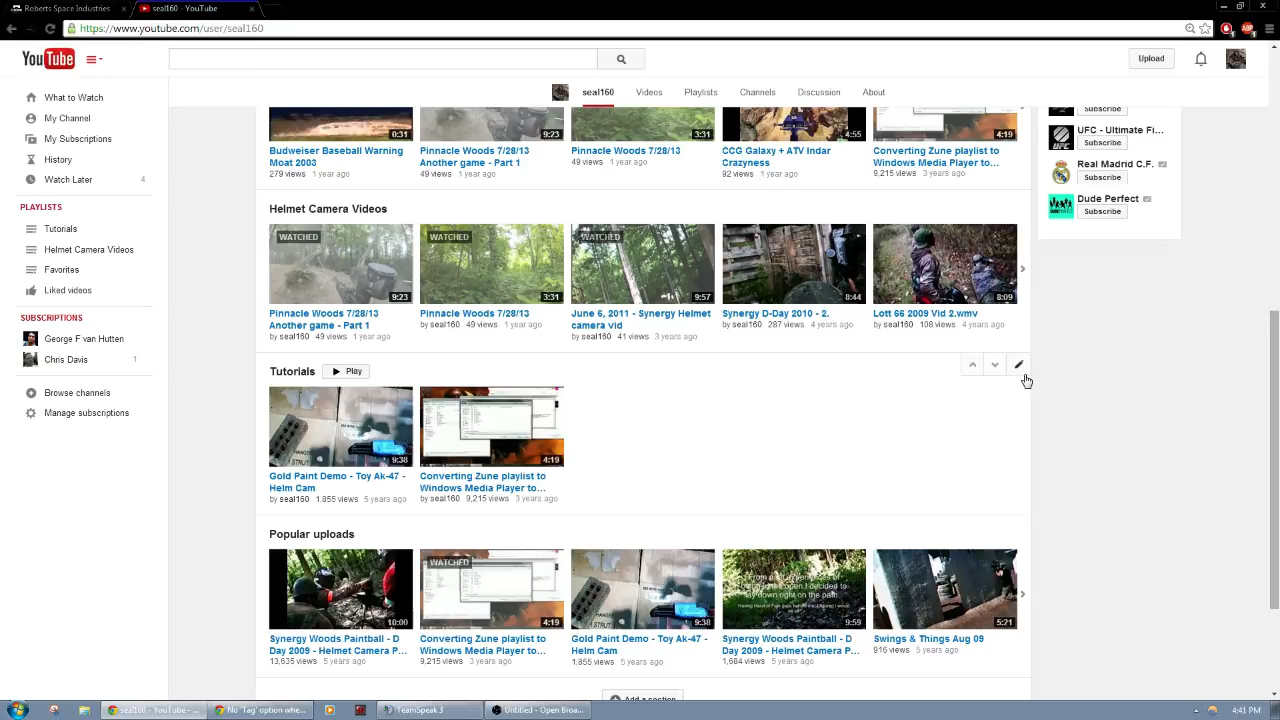 Roberts Space Industries
seal160 - YouTube
https://www.youtube.com/user/seal160
You Tube
Upload
seal160 Videos Playlists Channels Discussion About
What to Watch
My Channel
My Subscriptions
History
Watch Later 4
PLAYLISTS
Tutorials
Helmet Camera Videos
Favorites
Liked videos
SUBSCRIPTIONS
George F van Hutten
Chris Davis 1
Browse channels
Manage subscriptions
0:31
Budweiser Baseball Warning
Moat 2003
279 views 1 year ago
9:23
Pinnacle Woods 7/28/13
Another game - Part 1
49 views 1 year ago
3:31
Pinnacle Woods 7/28/13
49 views 1 year ago
4:55
CCG Galaxy + ATV Indar
Crazyness
92 views 1 year ago
4:19
Converting Zune playlist to
Windows Media Player to...
9,215 views 3 years ago
Helmet Camera Videos
WATCHED
9:23
Pinnacle Woods 7/28/13
Another game - Part 1
by seal160 49 views 1 year ago
WATCHED
3:31
Pinnacle Woods 7/28/13
by seal160 49 views 1 year ago
WATCHED
9:57
June 6, 2011 - Synergy Helmet
camera vid
by seal160 41 views 3 years ago
8:44
Synergy D-Day 2010 - 2.
by seal160 287 views 4 years ago
8:09
Lott 66 2009 Vid 2.wmv
by seal160 108 views 4 years ago
Tutorials
Play
9:38
Gold Paint Demo - Toy Ak-47 -
Helm Cam
by seal160 1,855 views 5 years ago
4:19
Converting Zune playlist to
Windows Media Player to...
by seal160 9,215 views 3 years ago
Popular uploads
10:00
Synergy Woods Paintball - D
Day 2009 - Helmet Camera P...
13,635 views 5 years ago
WATCHED
4:19
Converting Zune playlist to
Windows Media Player to...
9,215 views 3 years ago
9:38
Gold Paint Demo - Toy Ak-47 -
Helm Cam
1,855 views 5 years ago
9:59
Synergy Woods Paintball - D
Day 2009 - Helmet Camera P...
1,684 views 5 years ago
5:21
Swings & Things Aug 09
916 views 5 years ago
Add a section
Subscribe
UFC - Ultimate Fi...
Subscribe
Real Madrid C.F.
Subscribe
Dude Perfect
Subscribe
Seal160 - YouTube - ...
No 'Tag' option whe...
TeamSpeak 3
Untitled - Open Broa...
4:41 PM